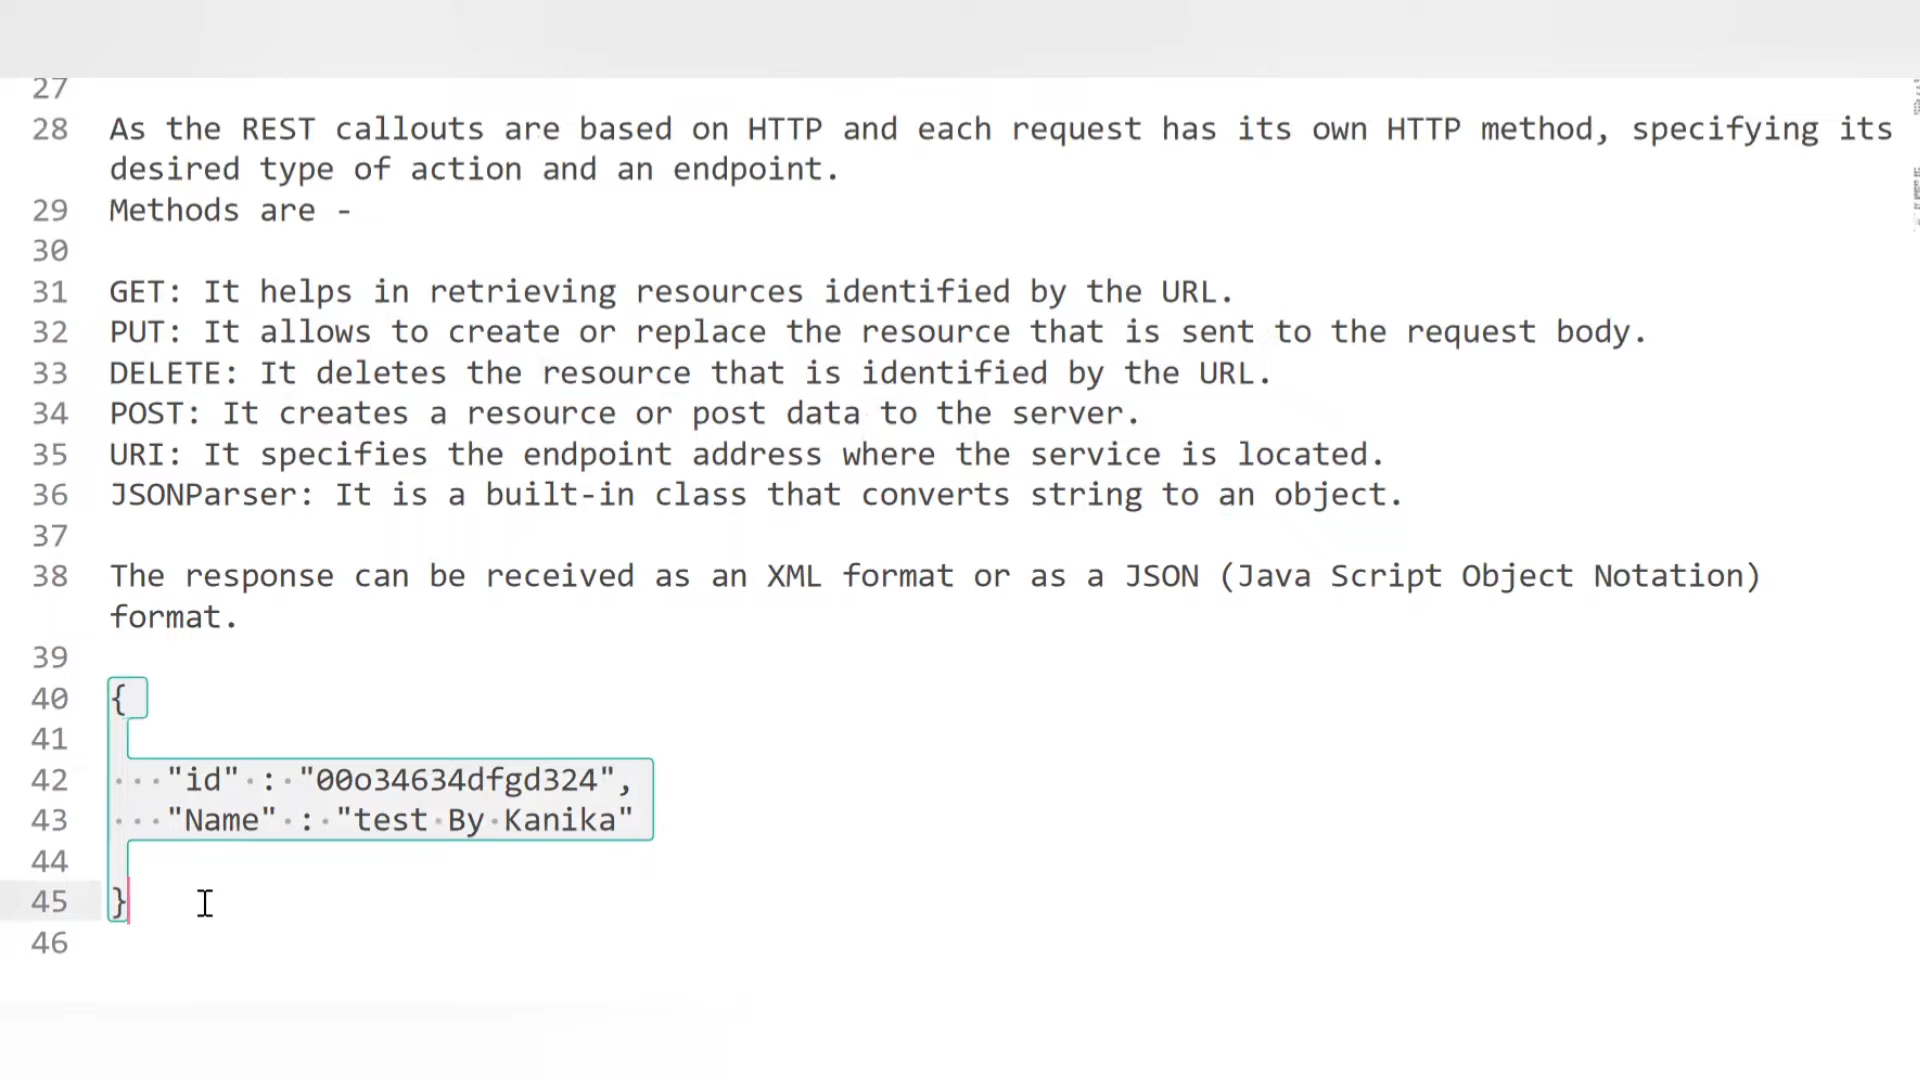 27
28 As the REST callouts are based on HTTP and each request has its own HTTP method, specifying its
desired type of action and an endpoint.
29 Methods are -
30
31 GET: It helps in retrieving resources identified by the URL.
32 PUT: It allows to create or replace the resource that is sent to the request body.
33 DELETE: It deletes the resource that is identified by the URL.
34 POST: It creates a resource or post data to the server.
35 URI: It specifies the endpoint address where the service is located.
36 JSONParser: It is a built-in class that converts string to an object.
37
38 The response can be received as an XML format or as a JSON (Java Script Object Notation)
format.
39
40 {
41
42 "id" : "00o34634dfgd324",
43 "Name" : "test By Kanika"
44
45 }
46